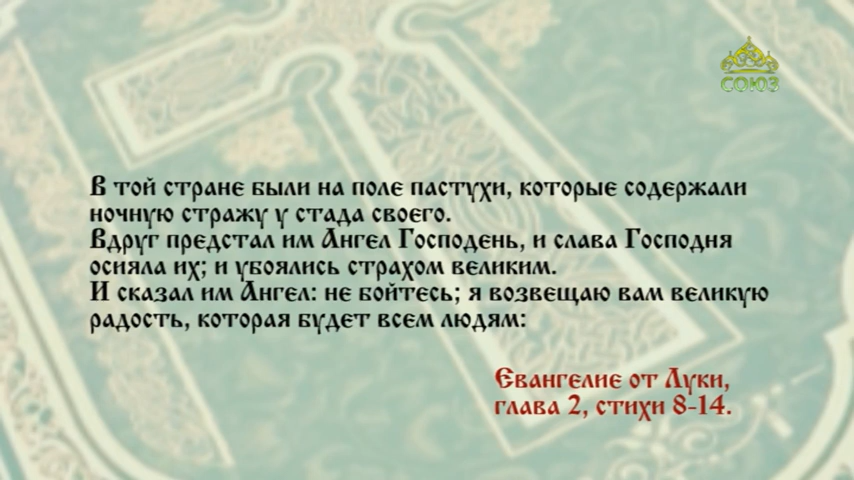 СОЮЗ
В той стране были на поле пастухи, которые содержали
ночную стражу у стада своего.
Вдруг предстал им Ангел Господень, и слава Господня
осияла их; и убоялись страхом великим.
И сказал им Ангел: не бойтесь; я возвещаю вам великую
радость, которая будет всем людям:
Евангелие от Луки,
глава 2, стихи 8-14.